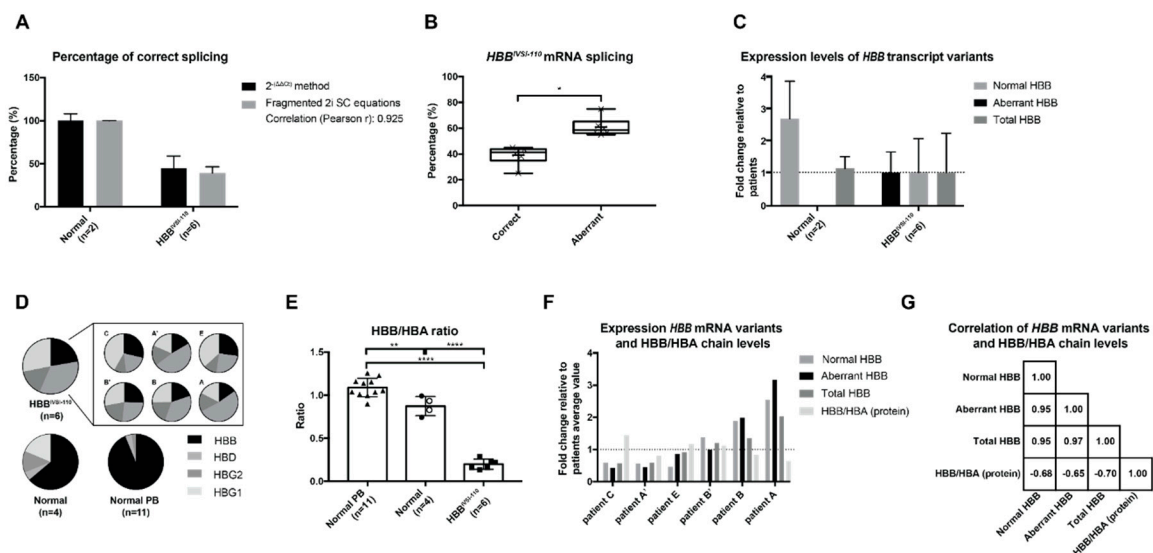 A
Percentage of correct splicing
Percentage (%)
150
100
50
0
Normal
(n=2)
HBB^IVSI-110
(n=6)
2^-(ΔΔCt) method
Fragmented 2i SC equations
Correlation (Pearson r): 0.925
B
HBB^IVSI-110 mRNA splicing
Percentage (%)
100
80
60
40
20
0
*
Correct
Aberrant
C
Expression levels of HBB transcript variants
Fold change relative to
patients
4
3
2
1
0
Normal
(n=2)
HBB^IVSI-110
(n=6)
Normal HBB
Aberrant HBB
Total HBB
D
C
A'
E
B'
B
A
HBB^IVSI-110
(n=6)
Normal
(n=4)
Normal PB
(n=11)
HBB
HBD
HBG2
HBG1
E
HBB/HBA ratio
Ratio
1.5
1.0
0.5
0.0
**
****
****
Normal PB
(n=11)
Normal
(n=4)
HBB^IVSI-110
(n=6)
F
Expression HBB mRNA variants
and HBB/HBA chain levels
Fold change relative to
patients average value
4
3
2
1
0
patient C
patient A'
patient E
patient B'
patient B
patient A
Normal HBB
Aberrant HBB
Total HBB
HBB/HBA (protein)
G
Correlation of HBB mRNA variants
and HBB/HBA chain levels
Normal HBB 1.00
Aberrant HBB 0.95 1.00
Total HBB 0.95 0.97 1.00
HBB/HBA (protein) -0.68 -0.65 -0.70 1.00
Normal HBB
Aberrant HBB
Total HBB
HBB/HBA (protein)